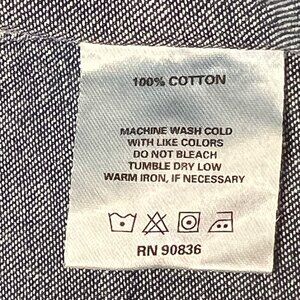 100% COTTON
MACHINE WASH COLD
WITH LIKE COLORS
DO NOT BLEACH
TUMBLE DRY LOW
WARM IRON, IF NECESSARY
RN 90836